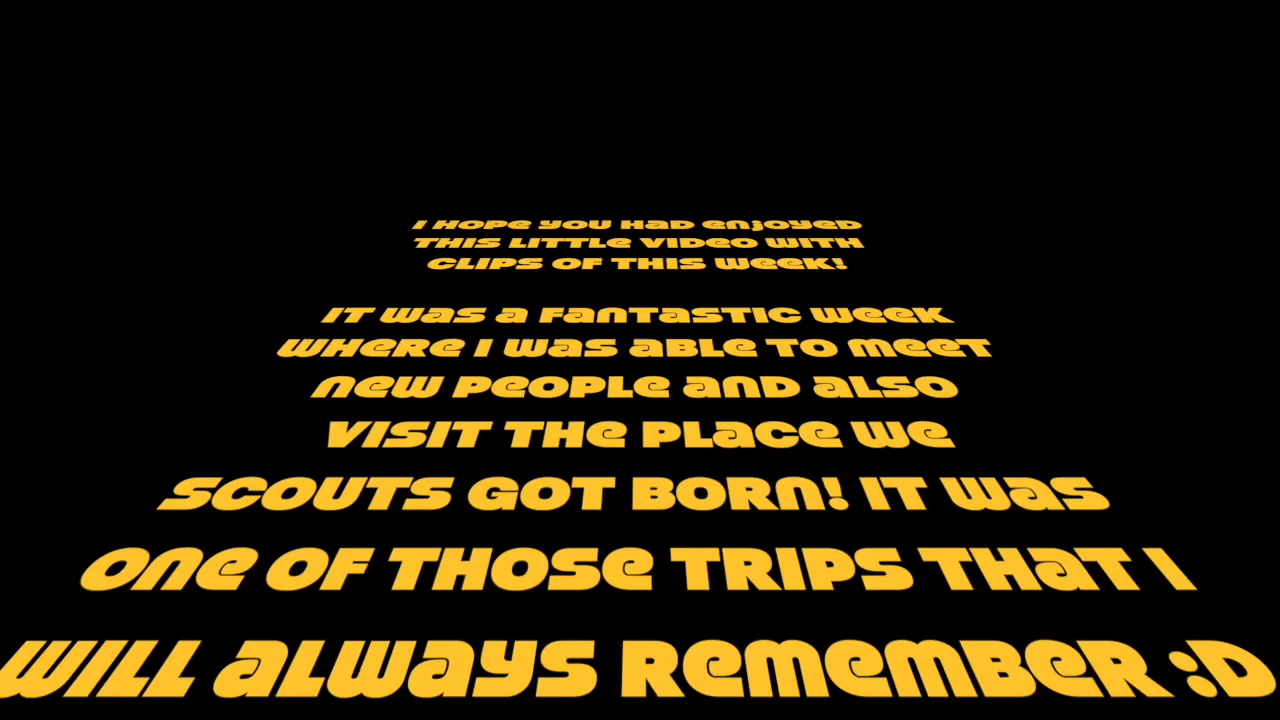 I HOPE YOU HAD ENJOYED
THIS LITTLE VIDEO WITH
CLIPS OF THIS WEEK!
IT WAS A FANTASTIC WEEK
WHERE I WAS ABLE TO MEET
NEW PEOPLE AND ALSO
VISIT THE PLACE WE
SCOUTS GOT BORN! IT WAS
ONE OF THOSE TRIPS THAT I
WILL ALWAYS REMEMBER :D